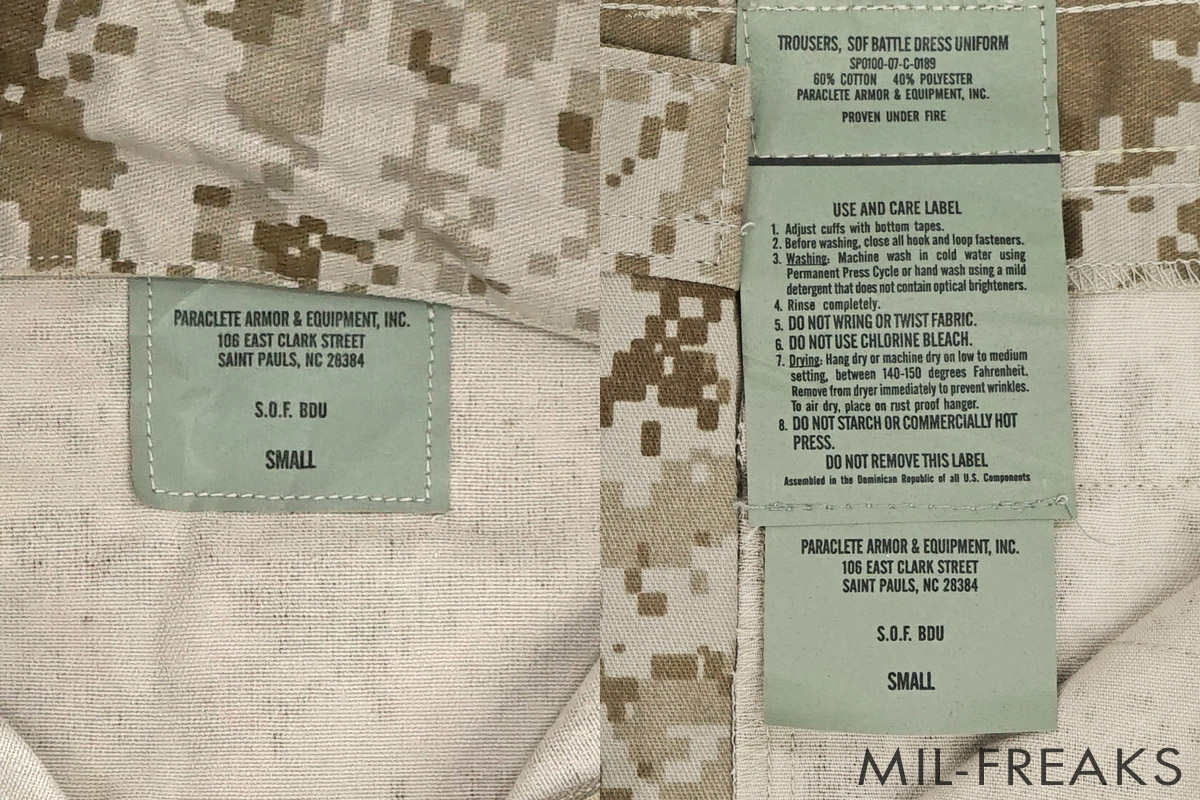 PARACLETE ARMOR & EQUIPMENT, INC.
106 EAST CLARK STREET
SAINT PAULS, NC 28384
S.O.F. BDU
SMALL
TROUSERS, SOF BATTLE DRESS UNIFORM
SP0100-07-C-0189
60% COTTON 40% POLYESTER
PARACLETE ARMOR & EQUIPMENT, INC.
PROVEN UNDER FIRE
USE AND CARE LABEL
1. Adjust cuffs with bottom tapes.
2. Before washing, close all hook and loop fasteners.
3. Washing: Machine wash in cold water using
Permanent Press Cycle or hand wash using a mild
detergent that does not contain optical brighteners.
4. Rinse completely.
5. DO NOT WRING OR TWIST FABRIC.
6. DO NOT USE CHLORINE BLEACH.
7. Drying: Hang dry or machine dry on low to medium
setting, between 140-150 degrees Fahrenheit.
Remove from dryer immediately to prevent wrinkles.
To air dry, place on rust proof hanger.
8. DO NOT STARCH OR COMMERCIALLY HOT
PRESS.
DO NOT REMOVE THIS LABEL
Assembled in the Dominican Republic of all U.S. Components
PARACLETE ARMOR & EQUIPMENT, INC.
106 EAST CLARK STREET
SAINT PAULS, NC 28384
S.O.F. BDU
SMALL
MIL-FREAKS